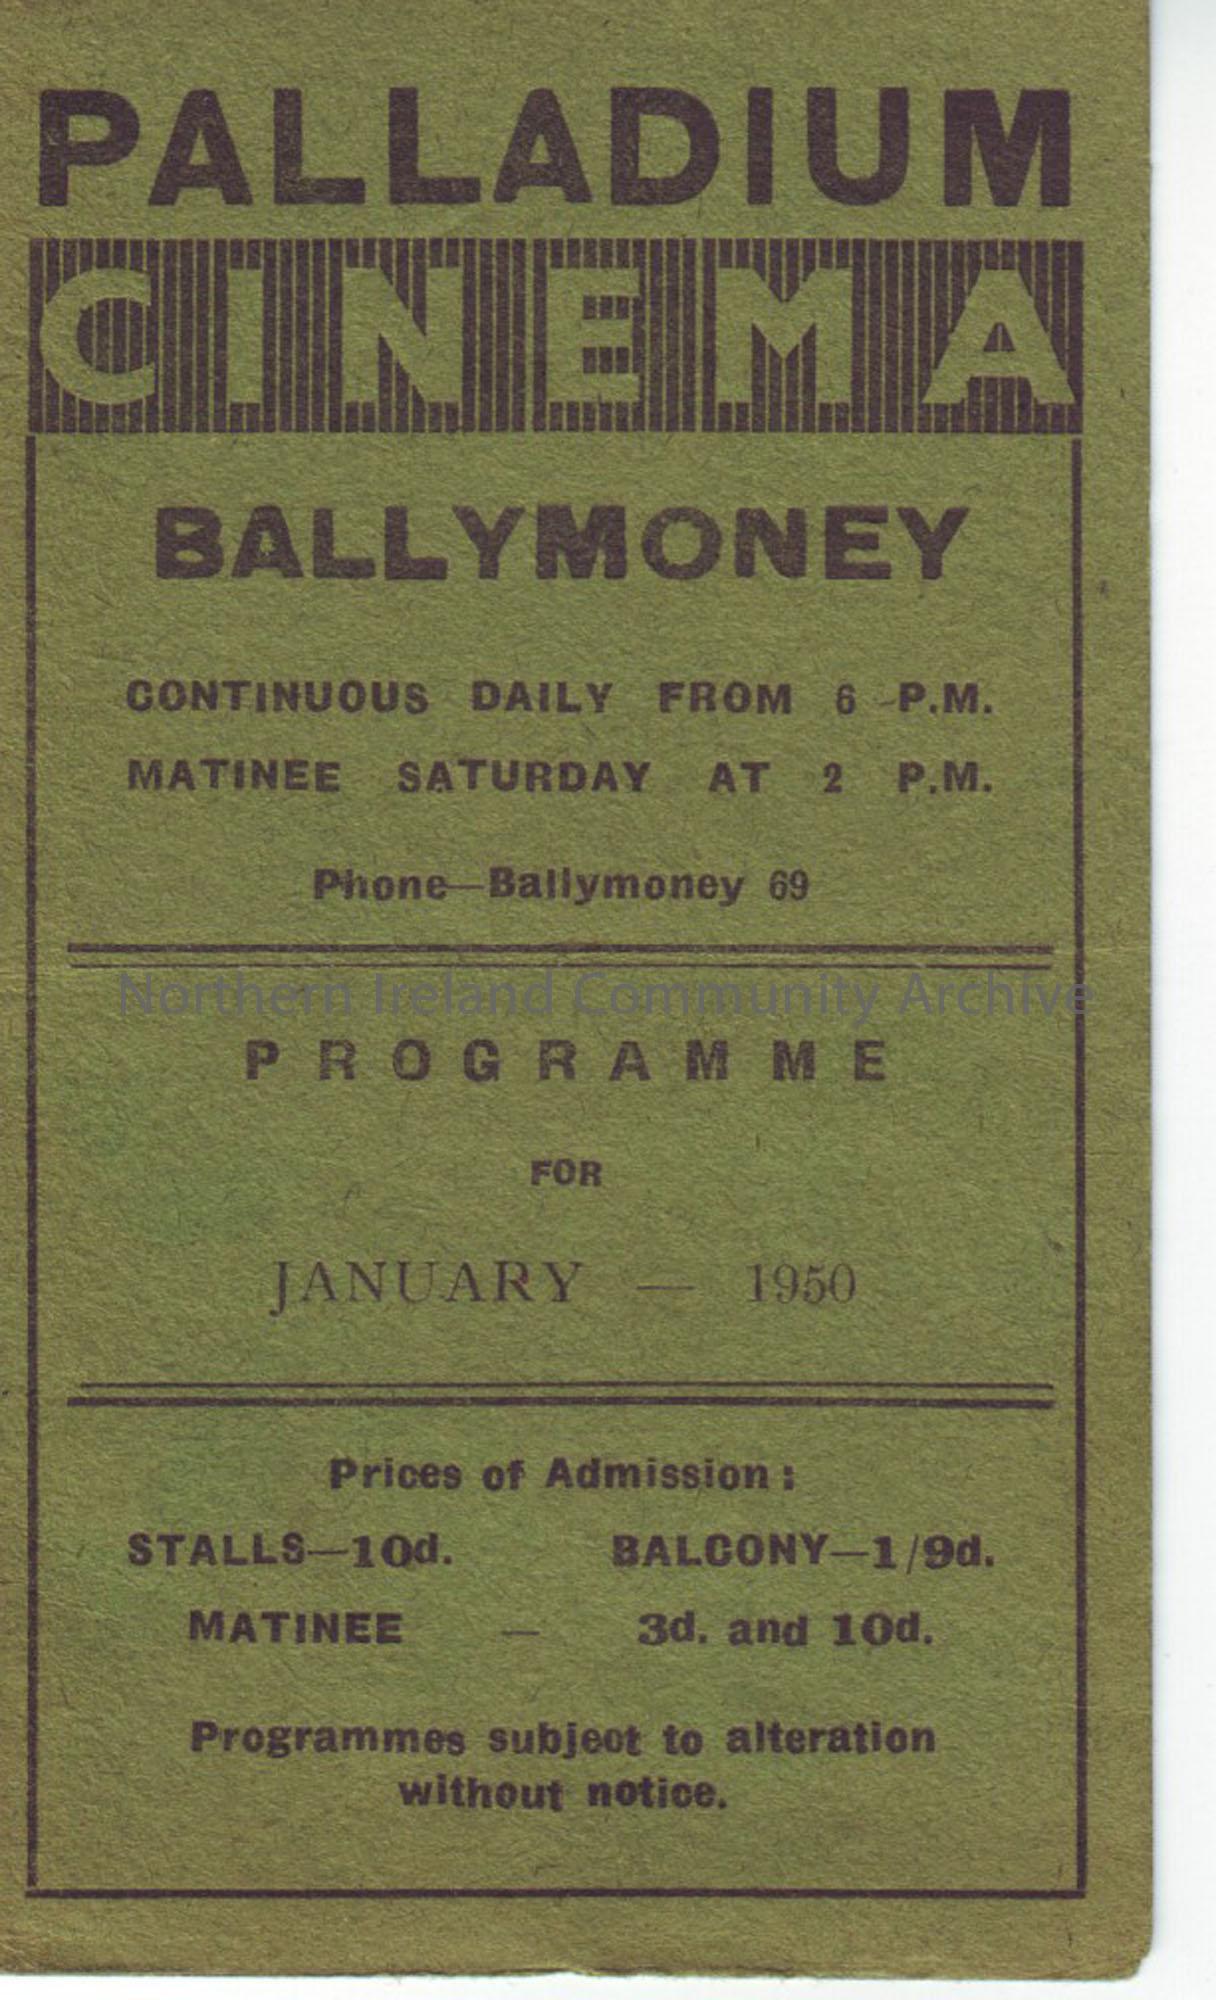 PALLADIUM
CINEMA
BALLYMONEY
CONTINUOUS DAILY FROM 6 P.M.
MATINEE SATURDAY AT 2 P.M.
Phone—Ballymoney 69
Northern Ireland Community Archive
PROGRAMME
FOR
JANUARY — 1950
Prices of Admission:
STALLS—10d. BALCONY—1/9d.
MATINEE — 3d. and 10d.
Programmes subject to alteration
without notice.